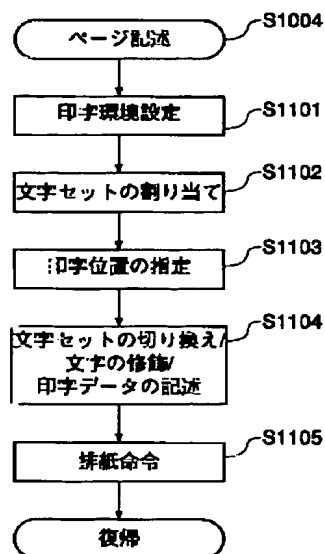 ページ記述
S1004
印字環境設定
S1101
文字セットの割り当て
S1102
印字位置の指定
S1103
文字セットの切り換え/
文字の修飾/
印字データの記述
S1104
排紙命令
S1105
復帰